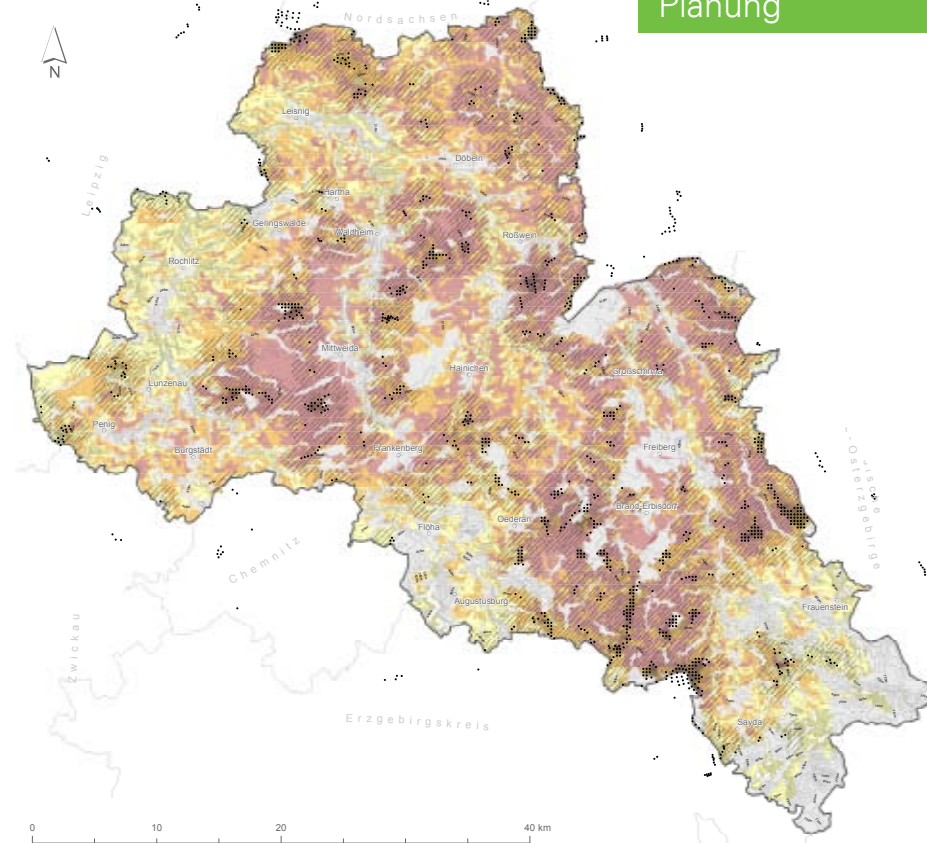 Planung
Nordsachsen
N
Leisnig
Döbeln
Leipzig
Hartha
Geringswalde
Waldheim
Roßwein
Rochlitz
Mittweida
Hainichen
Großschirma
Lunzenau
Penig
Burgstädt
Frankenberg
Freiberg
Brand-Erbisdorf
Oederan
Flöha
Osterzgebirge
Chemnitz
Augustusburg
Frauenstein
Zwickau
Erzgebirgskreis
Sayda
0 10 20 40 km